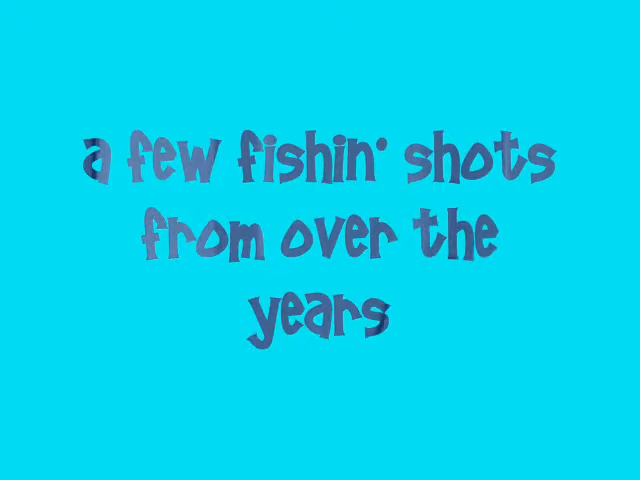 a few fishin' shots
from over the
years